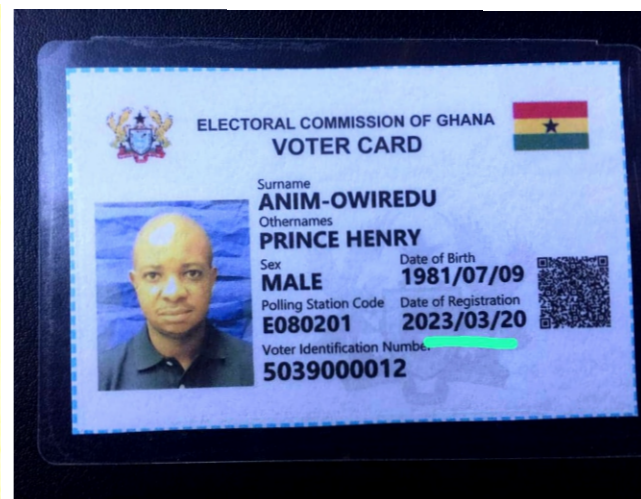 ELECTORAL COMMISSION OF GHANA
VOTER CARD
Surname
ANIM-OWIREDU
Othernames
PRINCE HENRY
Sex Date of Birth
MALE 1981/07/09
Polling Station Code Date of Registration
E080201 2023/03/20
Voter Identification Number
5039000012